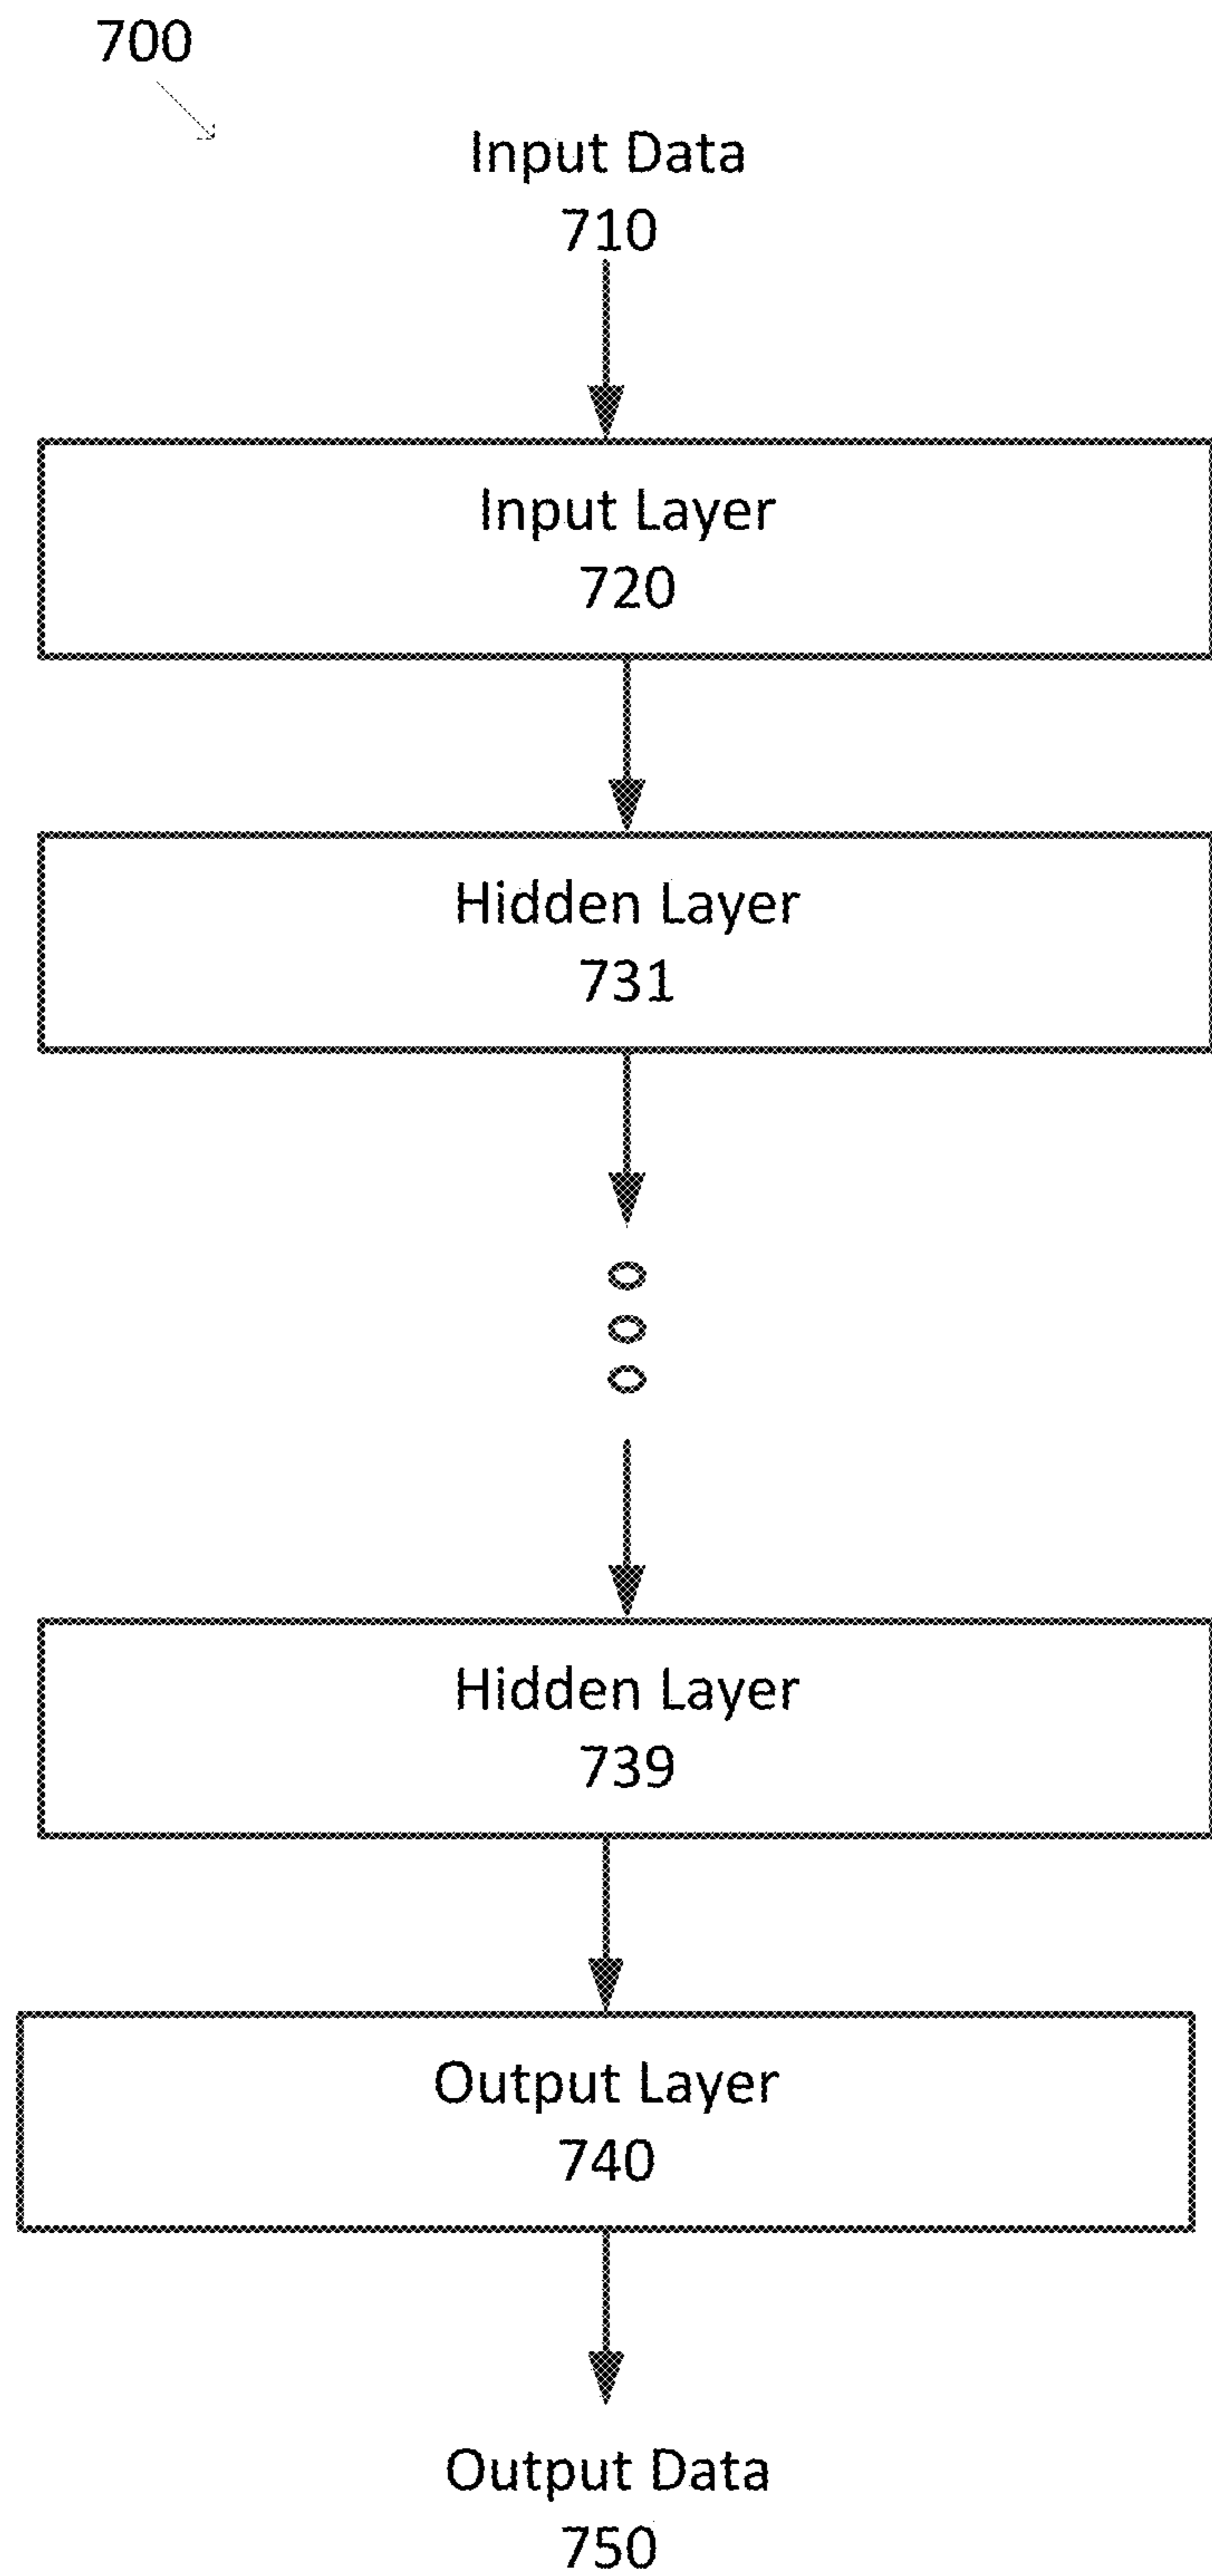 700
Input Data
710
Input Layer
720
Hidden Layer
731
Hidden Layer
739
Output Layer
740
Output Data
750